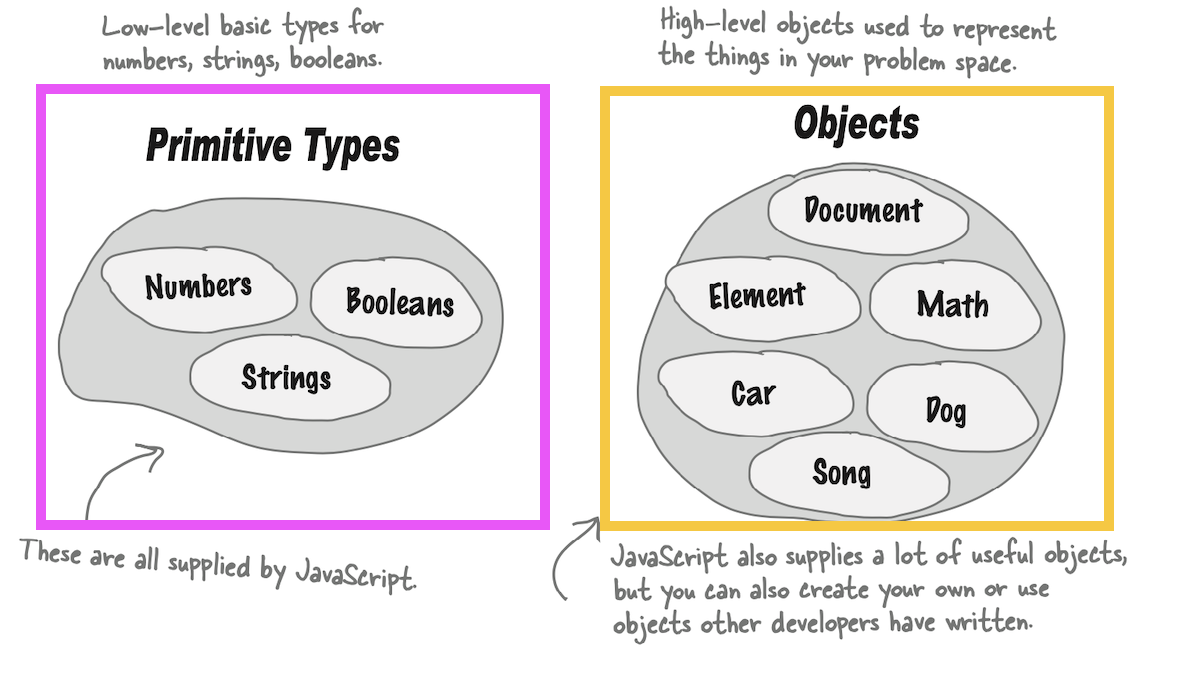 Low-level basic types for
numbers, strings, booleans.
Primitive Types
Numbers
Booleans
Strings
These are all supplied by JavaScript.
High-level objects used to represent
the things in your problem space.
Objects
Document
Element
Math
Car
Dog
Song
JavaScript also supplies a lot of useful objects,
but you can also create your own or use
objects other developers have written.